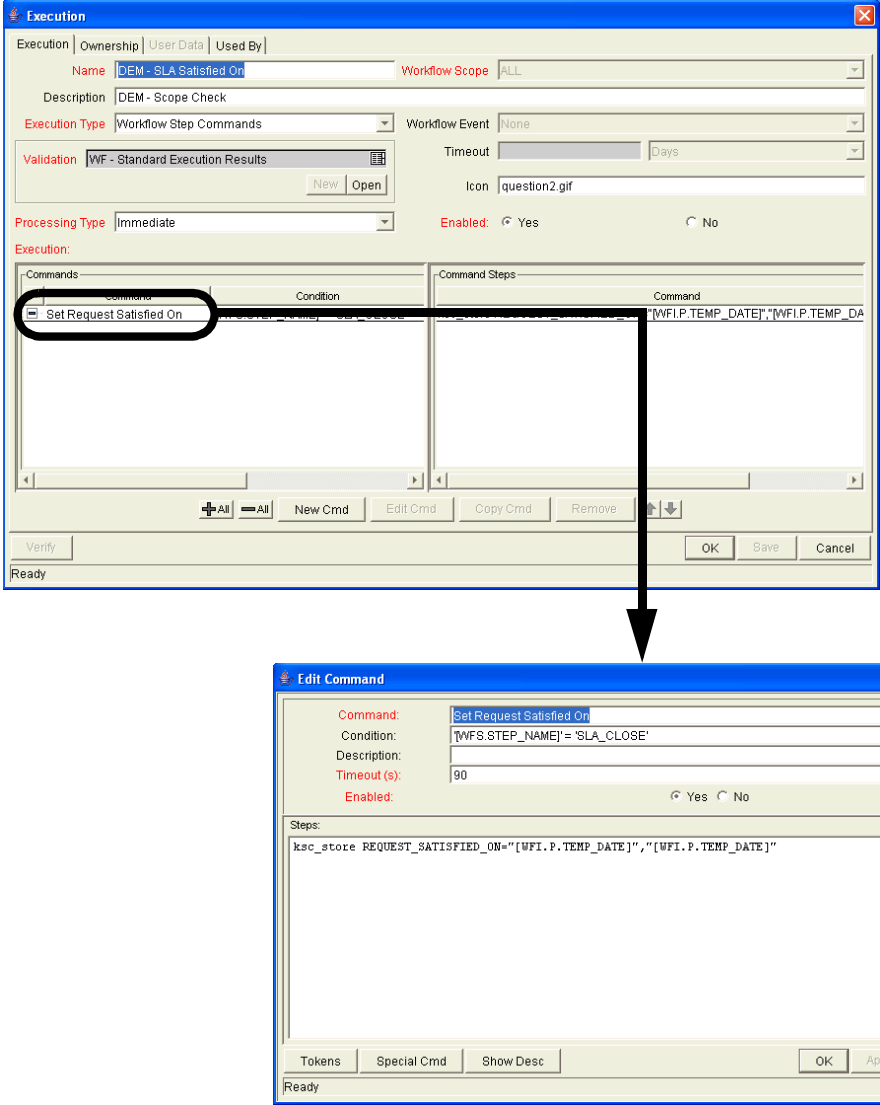 Execution
Execution Ownership User Data Used By
Name DEM - SLA Satisfied On Workflow Scope ALL
Description DEM - Scope Check
Execution Type Workflow Step Commands Workflow Event None
Validation WF - Standard Execution Results Timeout Days
New Open Icon question2.gif
Processing Type Immediate Enabled: Yes No
Execution:
Commands Command Steps
Command Condition Command
Set Request Satisfied On "[WFI.P.TEMP_DATE]","[WFI.P.TEMP_DA
All All New Cmd Edit Cmd Copy Cmd Remove
Verify OK Save Cancel
Ready
Edit Command
Command: Set Request Satisfied On
Condition: '[WFS.STEP_NAME]' = 'SLA_CLOSE'
Description:
Timeout (s): 90
Enabled: Yes No
Steps:
ksc_store REQUEST_SATISFIED_ON="[WFI.P.TEMP_DATE]","[WFI.P.TEMP_DATE]"
Tokens Special Cmd Show Desc OK Ap
Ready